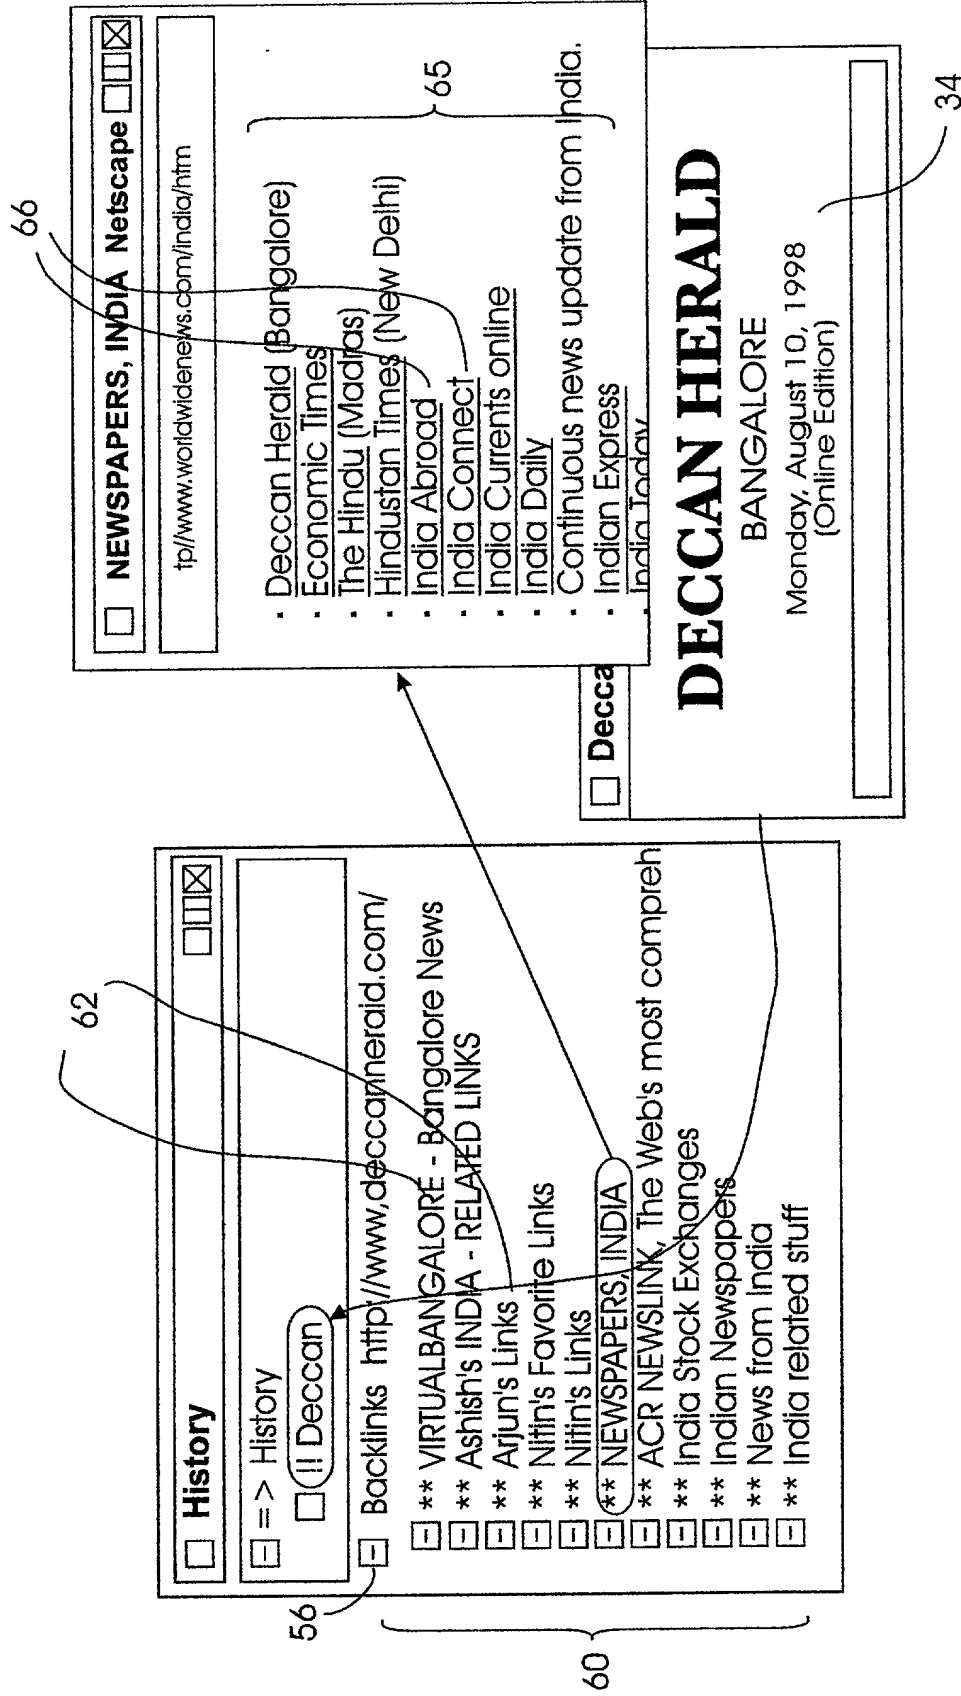 History
= > History
!! Deccan
Backlinks http://www,deccanneraid.com/
** VIRTUALBANGALORE - Bangalore News
** Ashish's INDIA - RELATED LINKS
** Arjun's Links
** Nitin's Favorite Links
** Nitin's Links
** NEWSPAPERS, INDIA
** ACR NEWSLINK, The Web's most compreh
** India Stock Exchanges
** Indian Newspapers
** News from India
** India related stuff
56
60
62
NEWSPAPERS, INDIA Netscape
tp//www.worldwidenews.com/india/htm
· Deccan Herald (Bangalore)
· Economic Times
· The Hindu (Madras)
· Hindustan Times (New Delhi)
· India Abroad
· India Connect
· India Currents online
· India Daily
· Continuous news update from India.
· Indian Express
· India Today
66
65
Decca
DECCAN HERALD
BANGALORE
Monday, August 10, 1998
(Online Edition)
34